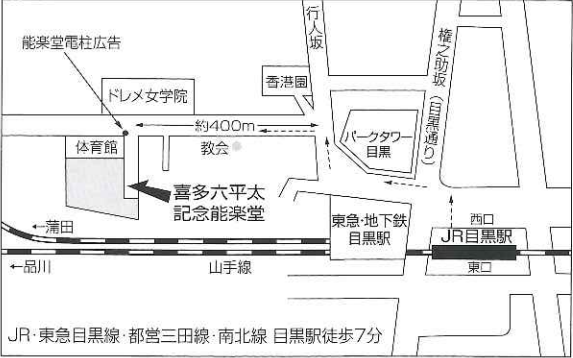 能楽堂電柱広告
行人坂
権之助坂（目黒通り）
ドレメ女学院
香港園
約400m
パークタワー
目黒
体育館
教会
喜多六平太
記念能楽堂
東急・地下鉄
目黒駅
西口
JR目黒駅
東口
←蒲田
←品川
山手線
JR・東急目黒線・都営三田線・南北線 目黒駅徒歩7分